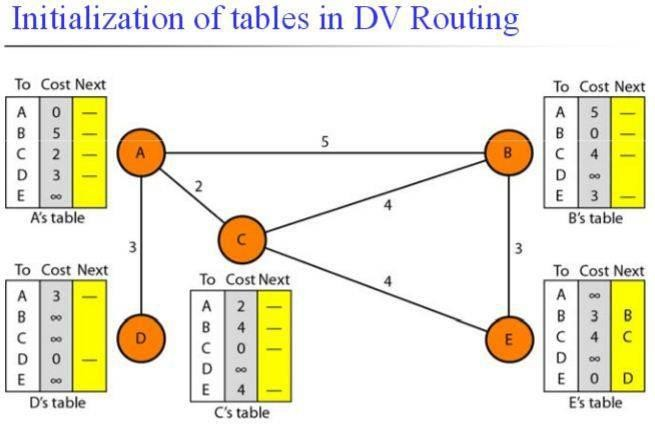 Initialization of tables in DV Routing
To Cost Next
A 0 —
B 5 —
C 2 —
D 3 —
E ∞
A's table
To Cost Next
A 5 —
B 0 —
C 4 —
D ∞
E 3 —
B's table
A
B
C
D
E
5
2
4
3
4
3
To Cost Next
A 3 —
B ∞
C ∞
D 0 —
E ∞
D's table
To Cost Next
A 2 —
B 4 —
C 0 —
D ∞
E 4 —
C's table
To Cost Next
A ∞
B 3 B
C 4 C
D ∞
E 0 D
E's table